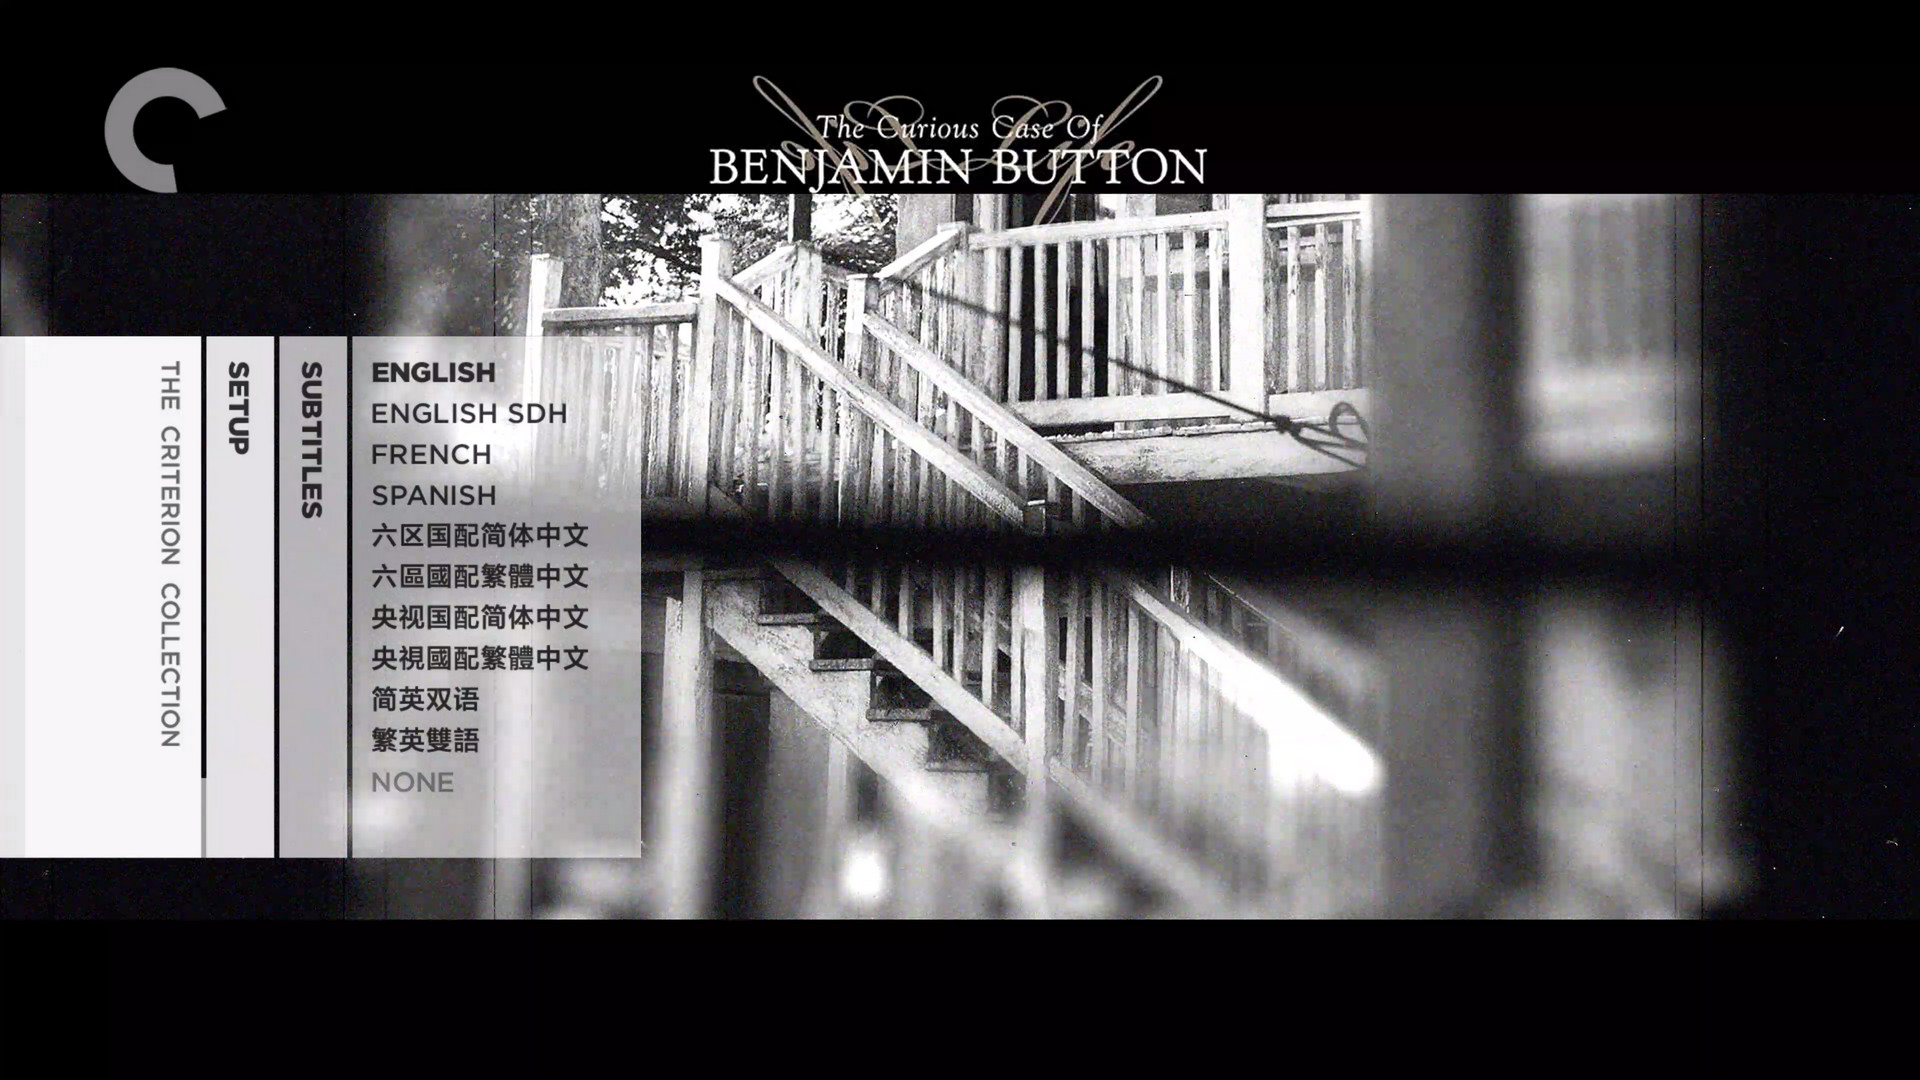 The Curious Case Of
BENJAMIN BUTTON
THE CRITERION COLLECTION
SETUP
SUBTITLES
ENGLISH
ENGLISH SDH
FRENCH
SPANISH
六区国配简体中文
六區國配繁體中文
央视国配简体中文
央視國配繁體中文
简英双语
繁英雙語
NONE